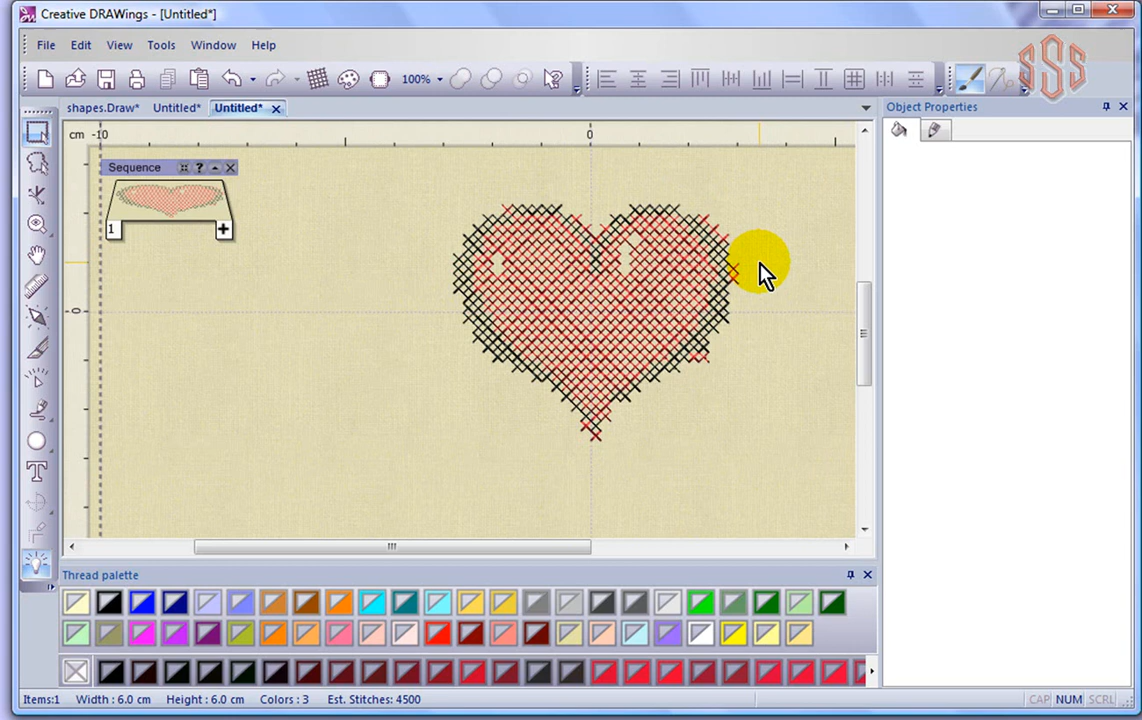 Creative DRAWings - [Untitled*]
File Edit View Tools Window Help
SSS
100%
shapes.Draw* Untitled* Untitled*
Object Properties
cm -10 0
Sequence
1
0
Thread palette
Items:1 Width : 6.0 cm Height : 6.0 cm Colors : 3 Est. Stitches: 4500 CAP NUM SCRL